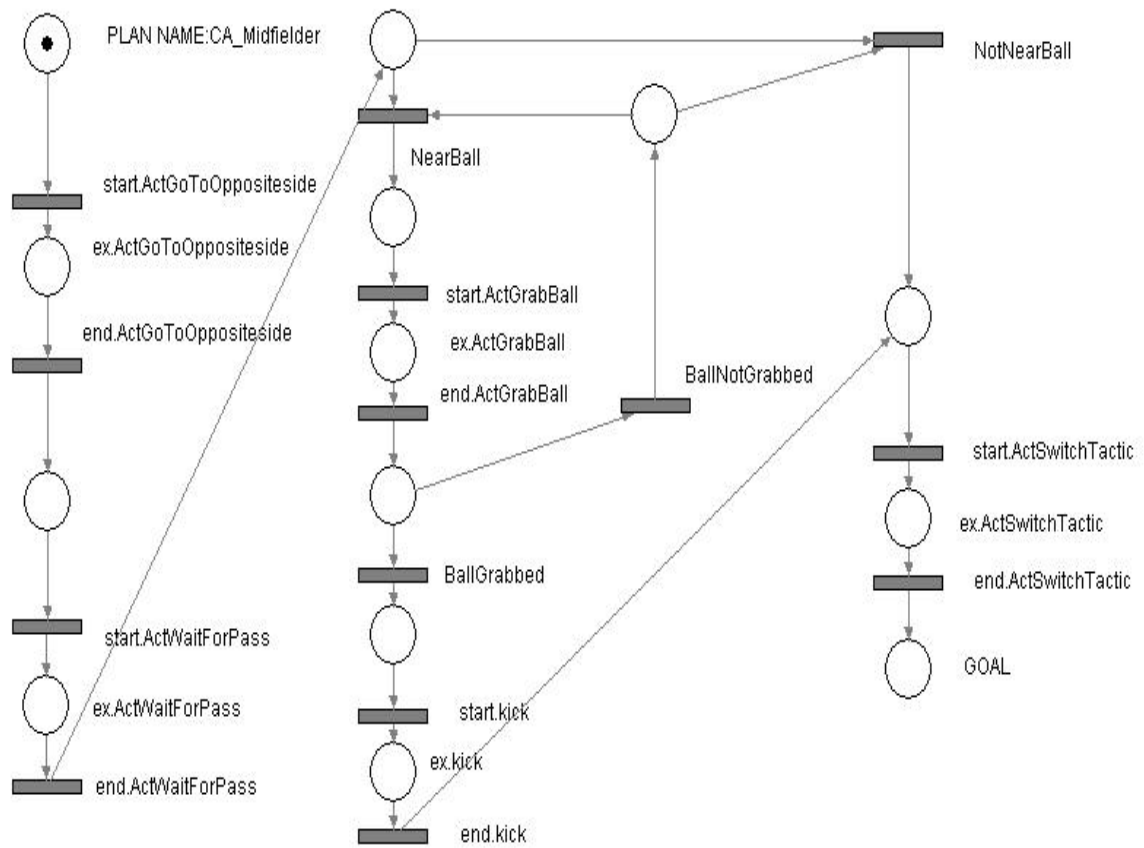 PLAN NAME:CA_Midfielder
start.ActGoToOppositeside
ex.ActGoToOppositeside
end.ActGoToOppositeside
start.ActWaitForPass
ex.ActWaitForPass
end.ActWaitForPass
NearBall
start.ActGrabBall
ex.ActGrabBall
end.ActGrabBall
BallGrabbed
start.kick
ex.kick
end.kick
BallNotGrabbed
NotNearBall
start.ActSwitchTactic
ex.ActSwitchTactic
end.ActSwitchTactic
GOAL